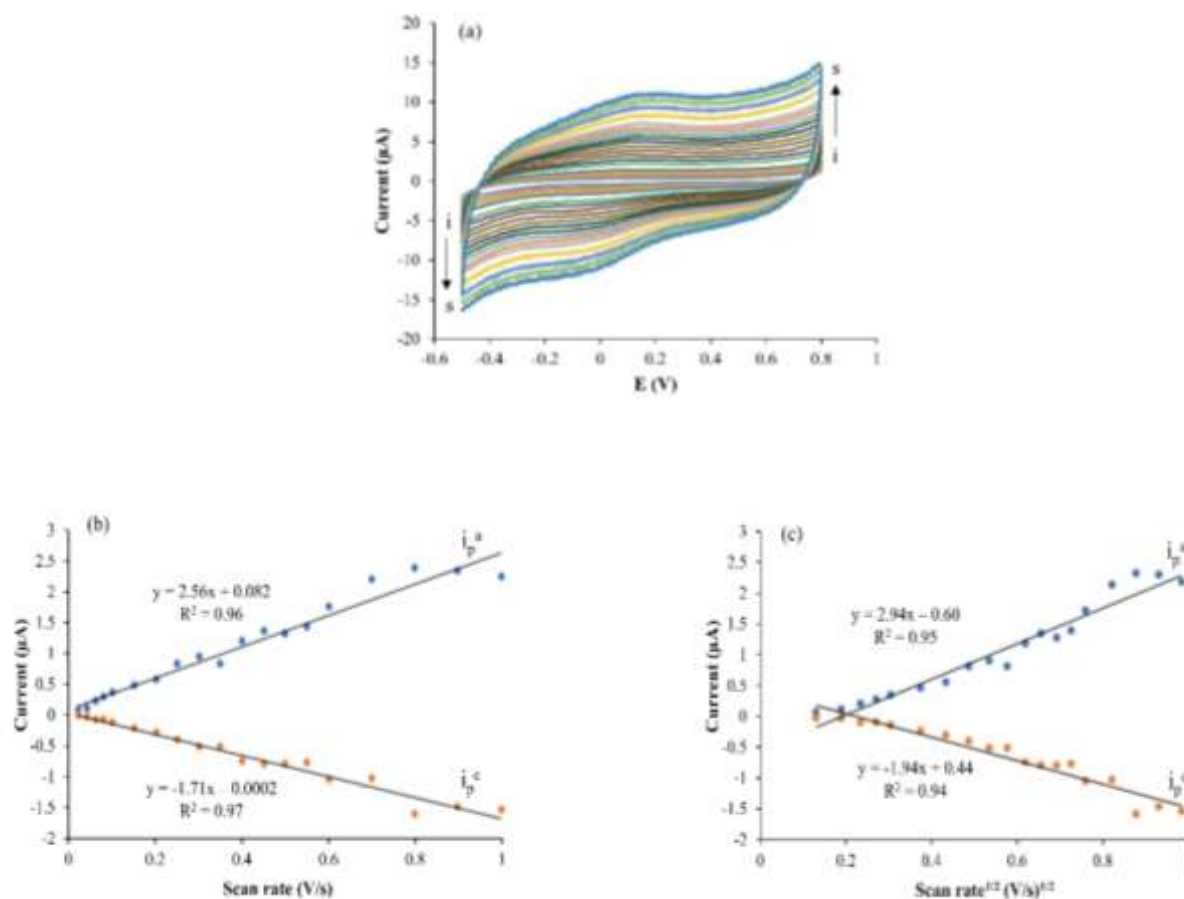 (a)
20
15
10
5
0
-5
-10
-15
-20
Current (µA)
s
i
i
s
-0.6 -0.4 -0.2 0 0.2 0.4 0.6 0.8 1
E (V)
(b)
3
2.5
2
1.5
1
0.5
0
-0.5
-1
-1.5
-2
Current (µA)
iₚᵃ
y = 2.56x + 0.082
R² = 0.96
y = -1.71x – 0.0002
R² = 0.97
iₚᶜ
0 0.2 0.4 0.6 0.8 1
Scan rate (V/s)
(c)
3
2.5
2
1.5
1
0.5
0
-0.5
-1
-1.5
-2
Current (µA)
iₚᵃ
y = 2.94x – 0.60
R² = 0.95
y = -1.94x + 0.44
R² = 0.94
iₚᶜ
0 0.2 0.4 0.6 0.8 1
Scan rate¹ᐟ² (V/s)¹ᐟ²